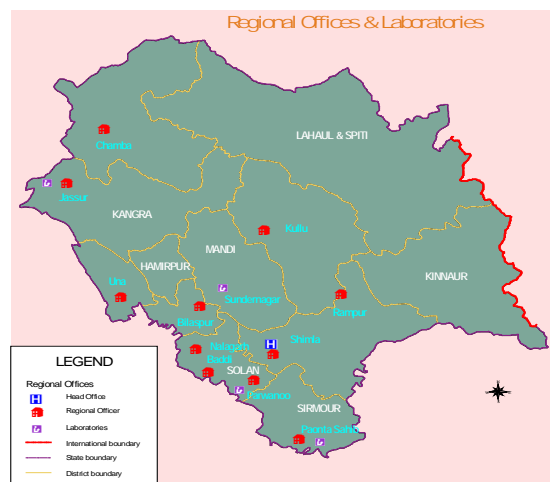 Regional Offices & Laboratories
LAHAUL & SPITI
Chamba
Jassur
KANGRA
Kullu
MANDI
HAMIRPUR
KINNAUR
Una
Sundernagar
Rampur
Bilaspur
Shimla
Nalagarh
H
Baddi
SOLAN
Parwanoo
SIRMOUR
Paonta Sahib
LEGEND
Regional Offices
H Head Office
Regional Officer
Laboratories
International boundary
State boundary
District boundary